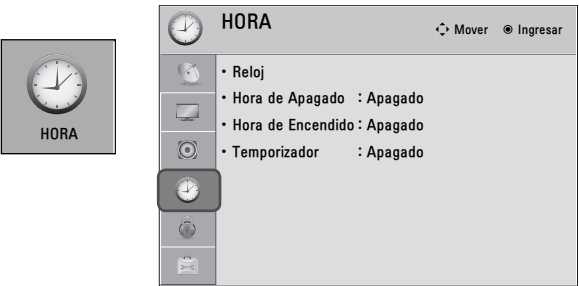 HORA
HORA
Mover
Ingresar
• Reloj
• Hora de Apagado : Apagado
• Hora de Encendido : Apagado
• Temporizador : Apagado